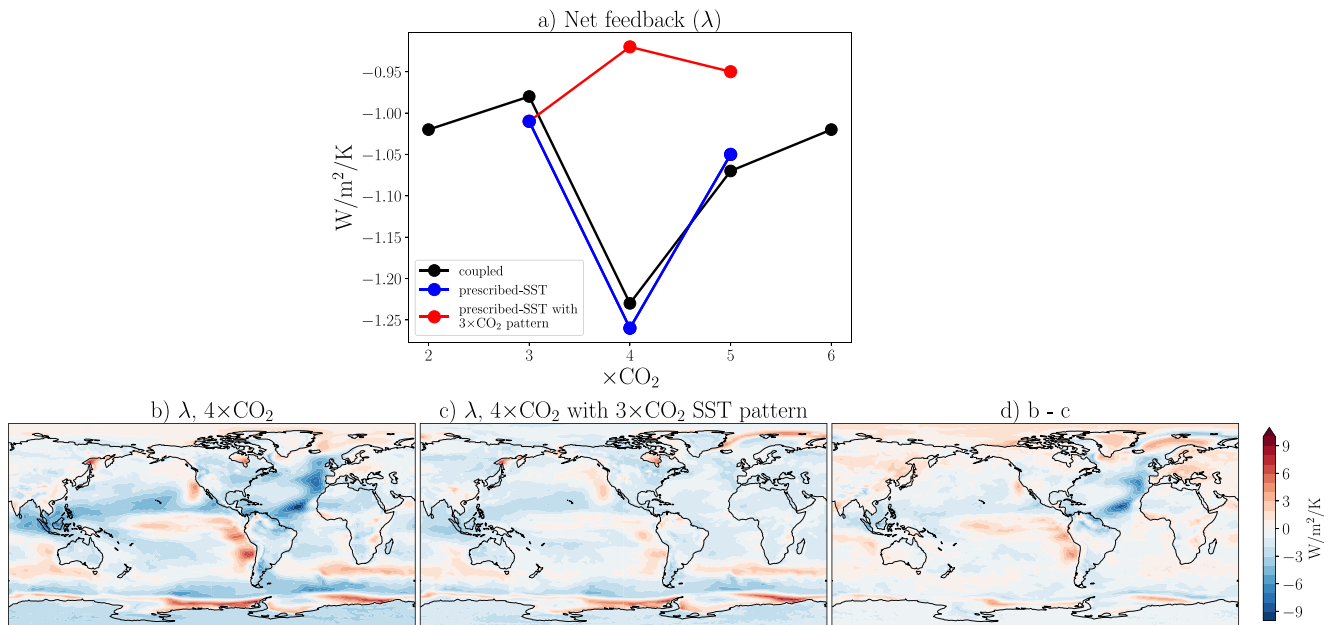 a) Net feedback (λ)
−0.95
−1.00
−1.05
−1.10
−1.15
−1.20
−1.25
W/m²/K
coupled
prescribed-SST
prescribed-SST with
3×CO₂ pattern
2 3 4 5 6
×CO₂
b) λ, 4×CO₂
c) λ, 4×CO₂ with 3×CO₂ SST pattern
d) b - c
9
6
3
0
−3
−6
−9
W/m²/K